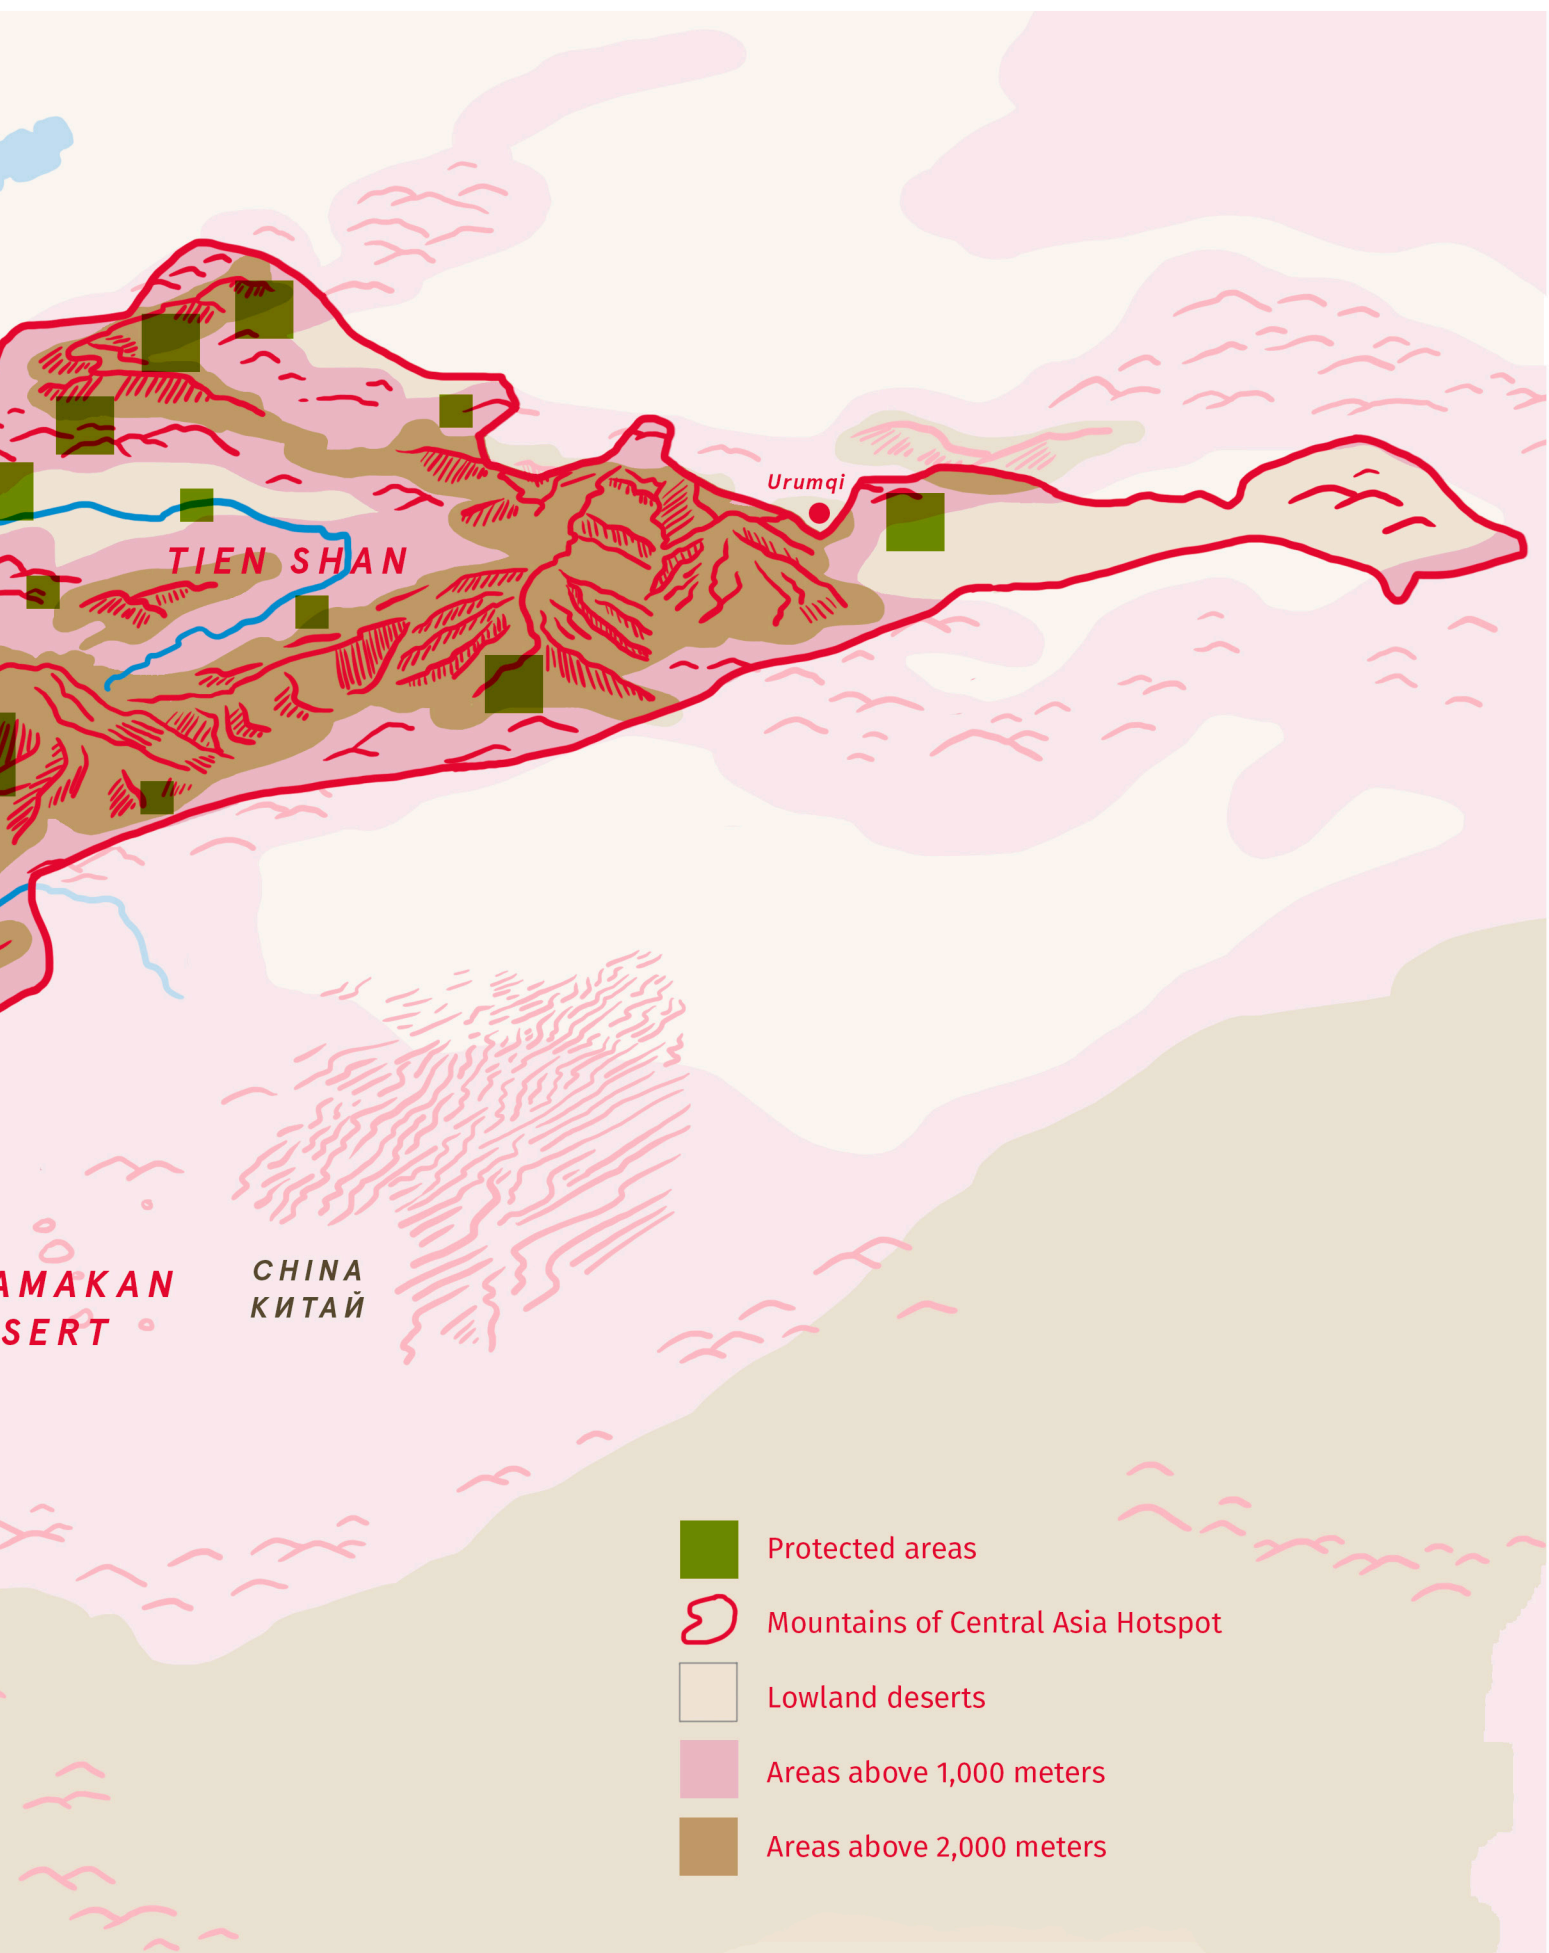 Urumqi
TIEN SHAN
CHINA
КИТАЙ
AMAKAN
SERT
Protected areas
Mountains of Central Asia Hotspot
Lowland deserts
Areas above 1,000 meters
Areas above 2,000 meters